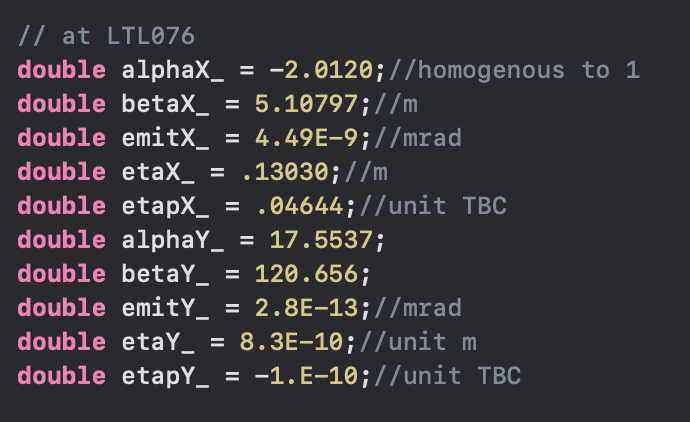 // at LTL076
double alphaX_ = -2.0120;//homogenous to 1
double betaX_ = 5.10797;//m
double emitX_ = 4.49E-9;//mrad
double etaX_ = .13030;//m
double etapX_ = .04644;//unit TBC
double alphaY_ = 17.5537;
double betaY_ = 120.656;
double emitY_ = 2.8E-13;//mrad
double etaY_ = 8.3E-10;//unit m
double etapY_ = -1.E-10;//unit TBC